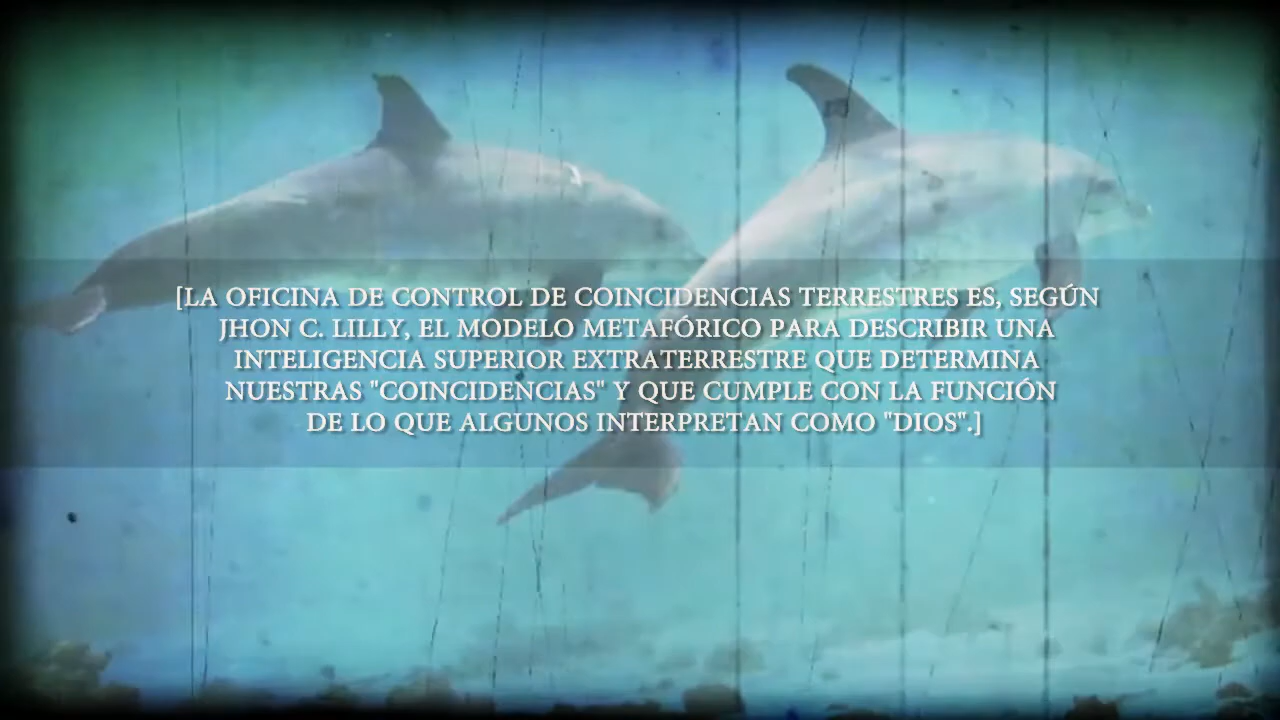 [LA OFICINA DE CONTROL DE COINCIDENCIAS TERRESTRES ES, SEGÚN
JHON C. LILLY, EL MODELO METAFÓRICO PARA DESCRIBIR UNA
INTELIGENCIA SUPERIOR EXTRATERRESTRE QUE DETERMINA
NUESTRAS "COINCIDENCIAS" Y QUE CUMPLE CON LA FUNCIÓN
DE LO QUE ALGUNOS INTERPRETAN COMO "DIOS".]